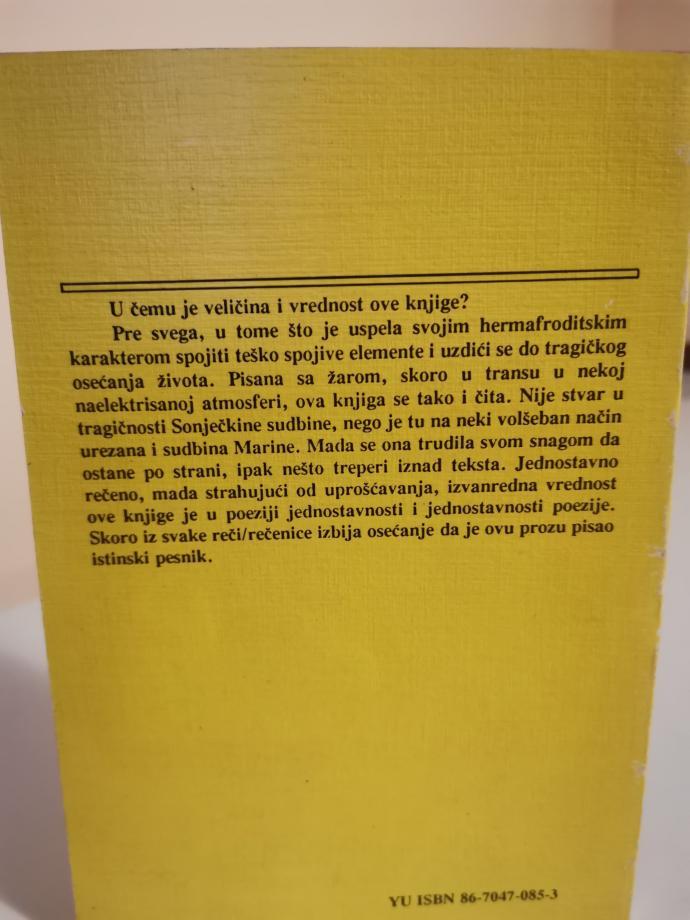 U čemu je veličina i vrednost ove knjige?
Pre svega, u tome što je uspela svojim hermafroditskim
karakterom spojiti teško spojive elemente i uzdići se do tragičkog
osećanja života. Pisana sa žarom, skoro u transu u nekoj
naelektrisanoj atmosferi, ova knjiga se tako i čita. Nije stvar u
tragičnosti Sonječkine sudbine, nego je tu na neki volšeban način
urezana i sudbina Marine. Mada se ona trudila svom snagom da
ostane po strani, ipak nešto treperi iznad teksta. Jednostavno
rečeno, mada strahujući od uprošćavanja, izvanredna vrednost
ove knjige je u poeziji jednostavnosti i jednostavnosti poezije.
Skoro iz svake reči/rečenice izbija osećanje da je ovu prozu pisao
istinski pesnik.
YU ISBN 86-7047-085-3